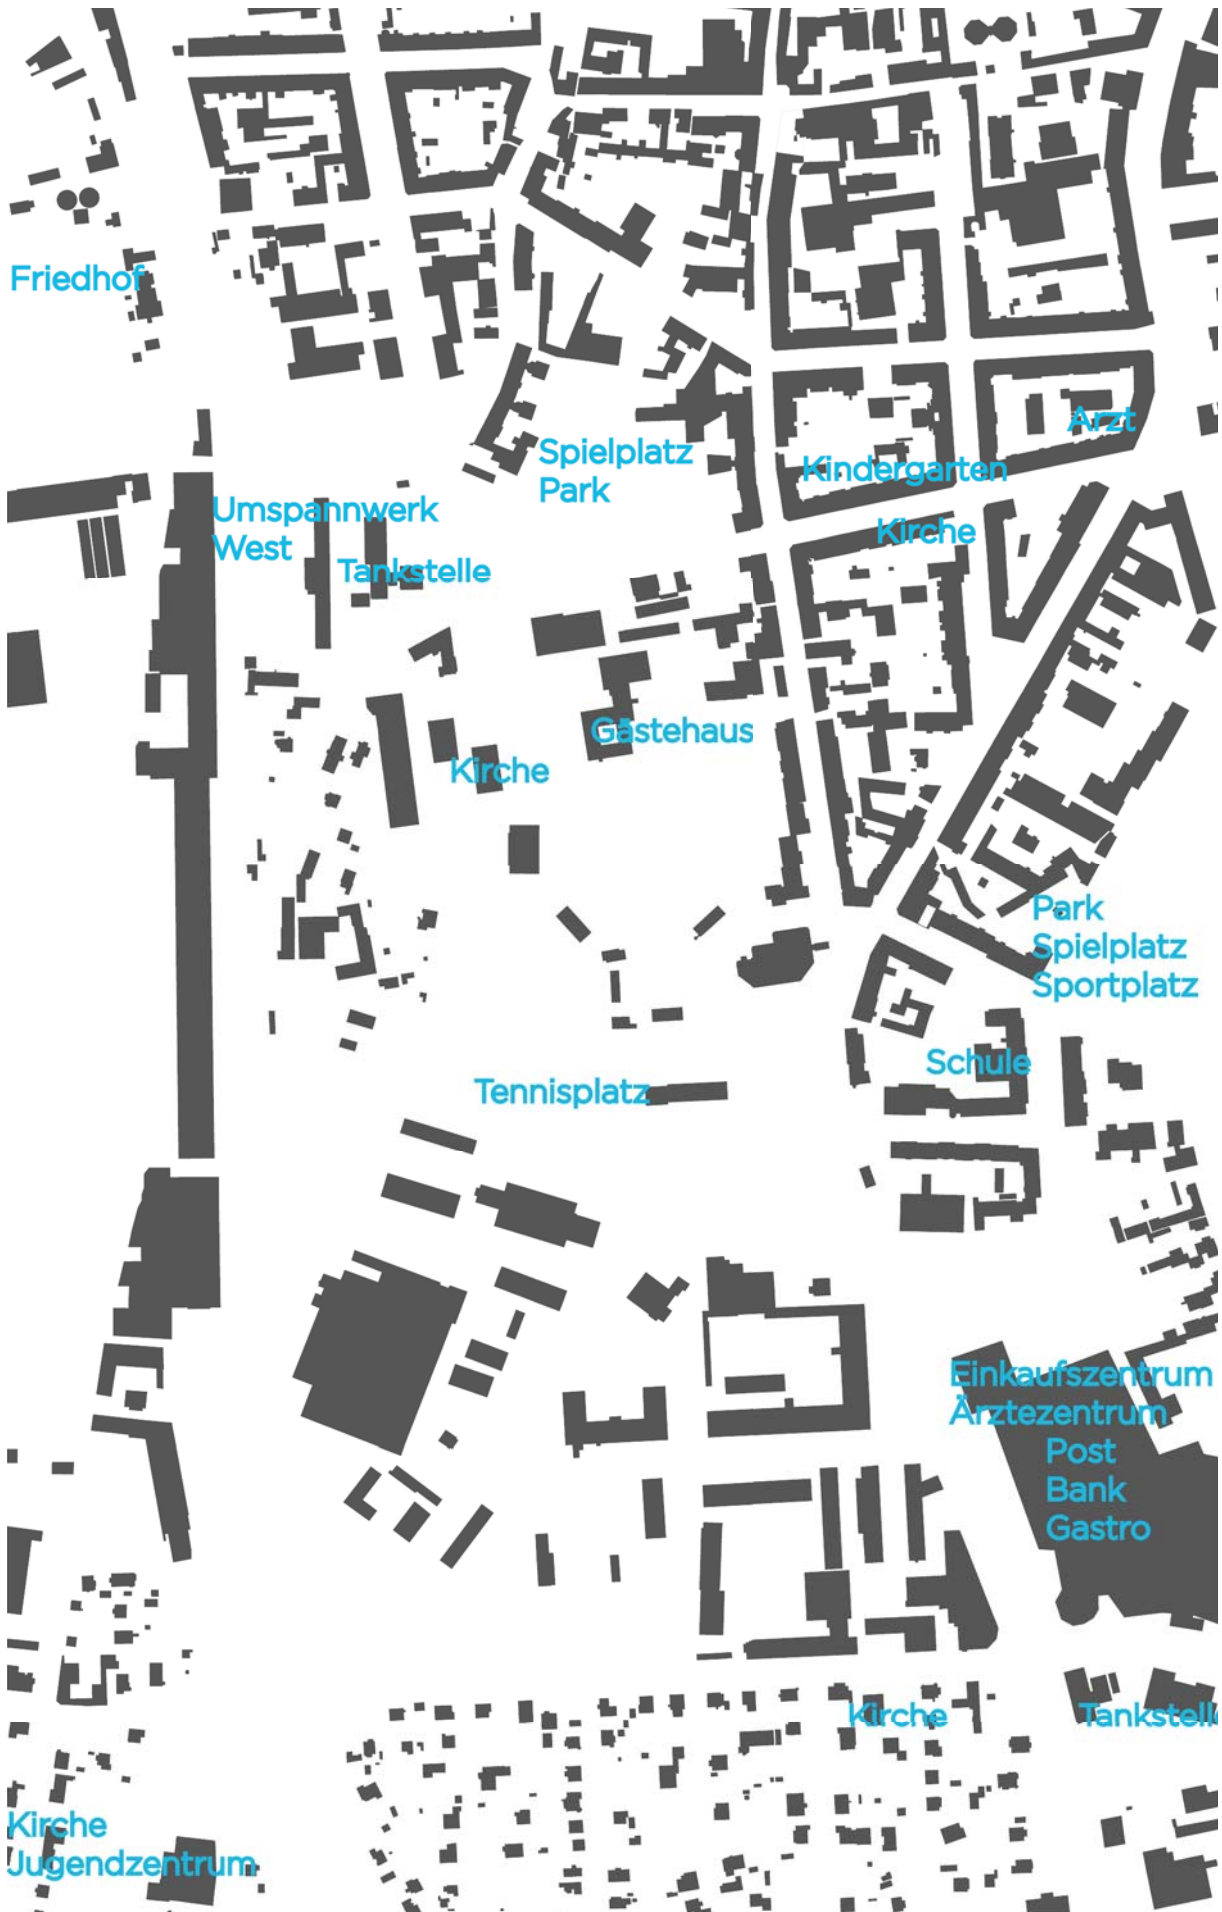 Friedhof
Arzt
Spielplatz
Park
Kindergarten
Umspannwerk
West
Kirche
Tankstelle
Gästehaus
Kirche
Park
Spielplatz
Sportplatz
Schule
Tennisplatz
Einkaufszentrum
Ärztezentrum
Post
Bank
Gastro
Kirche
Tankstelle
Kirche
Jugendzentrum